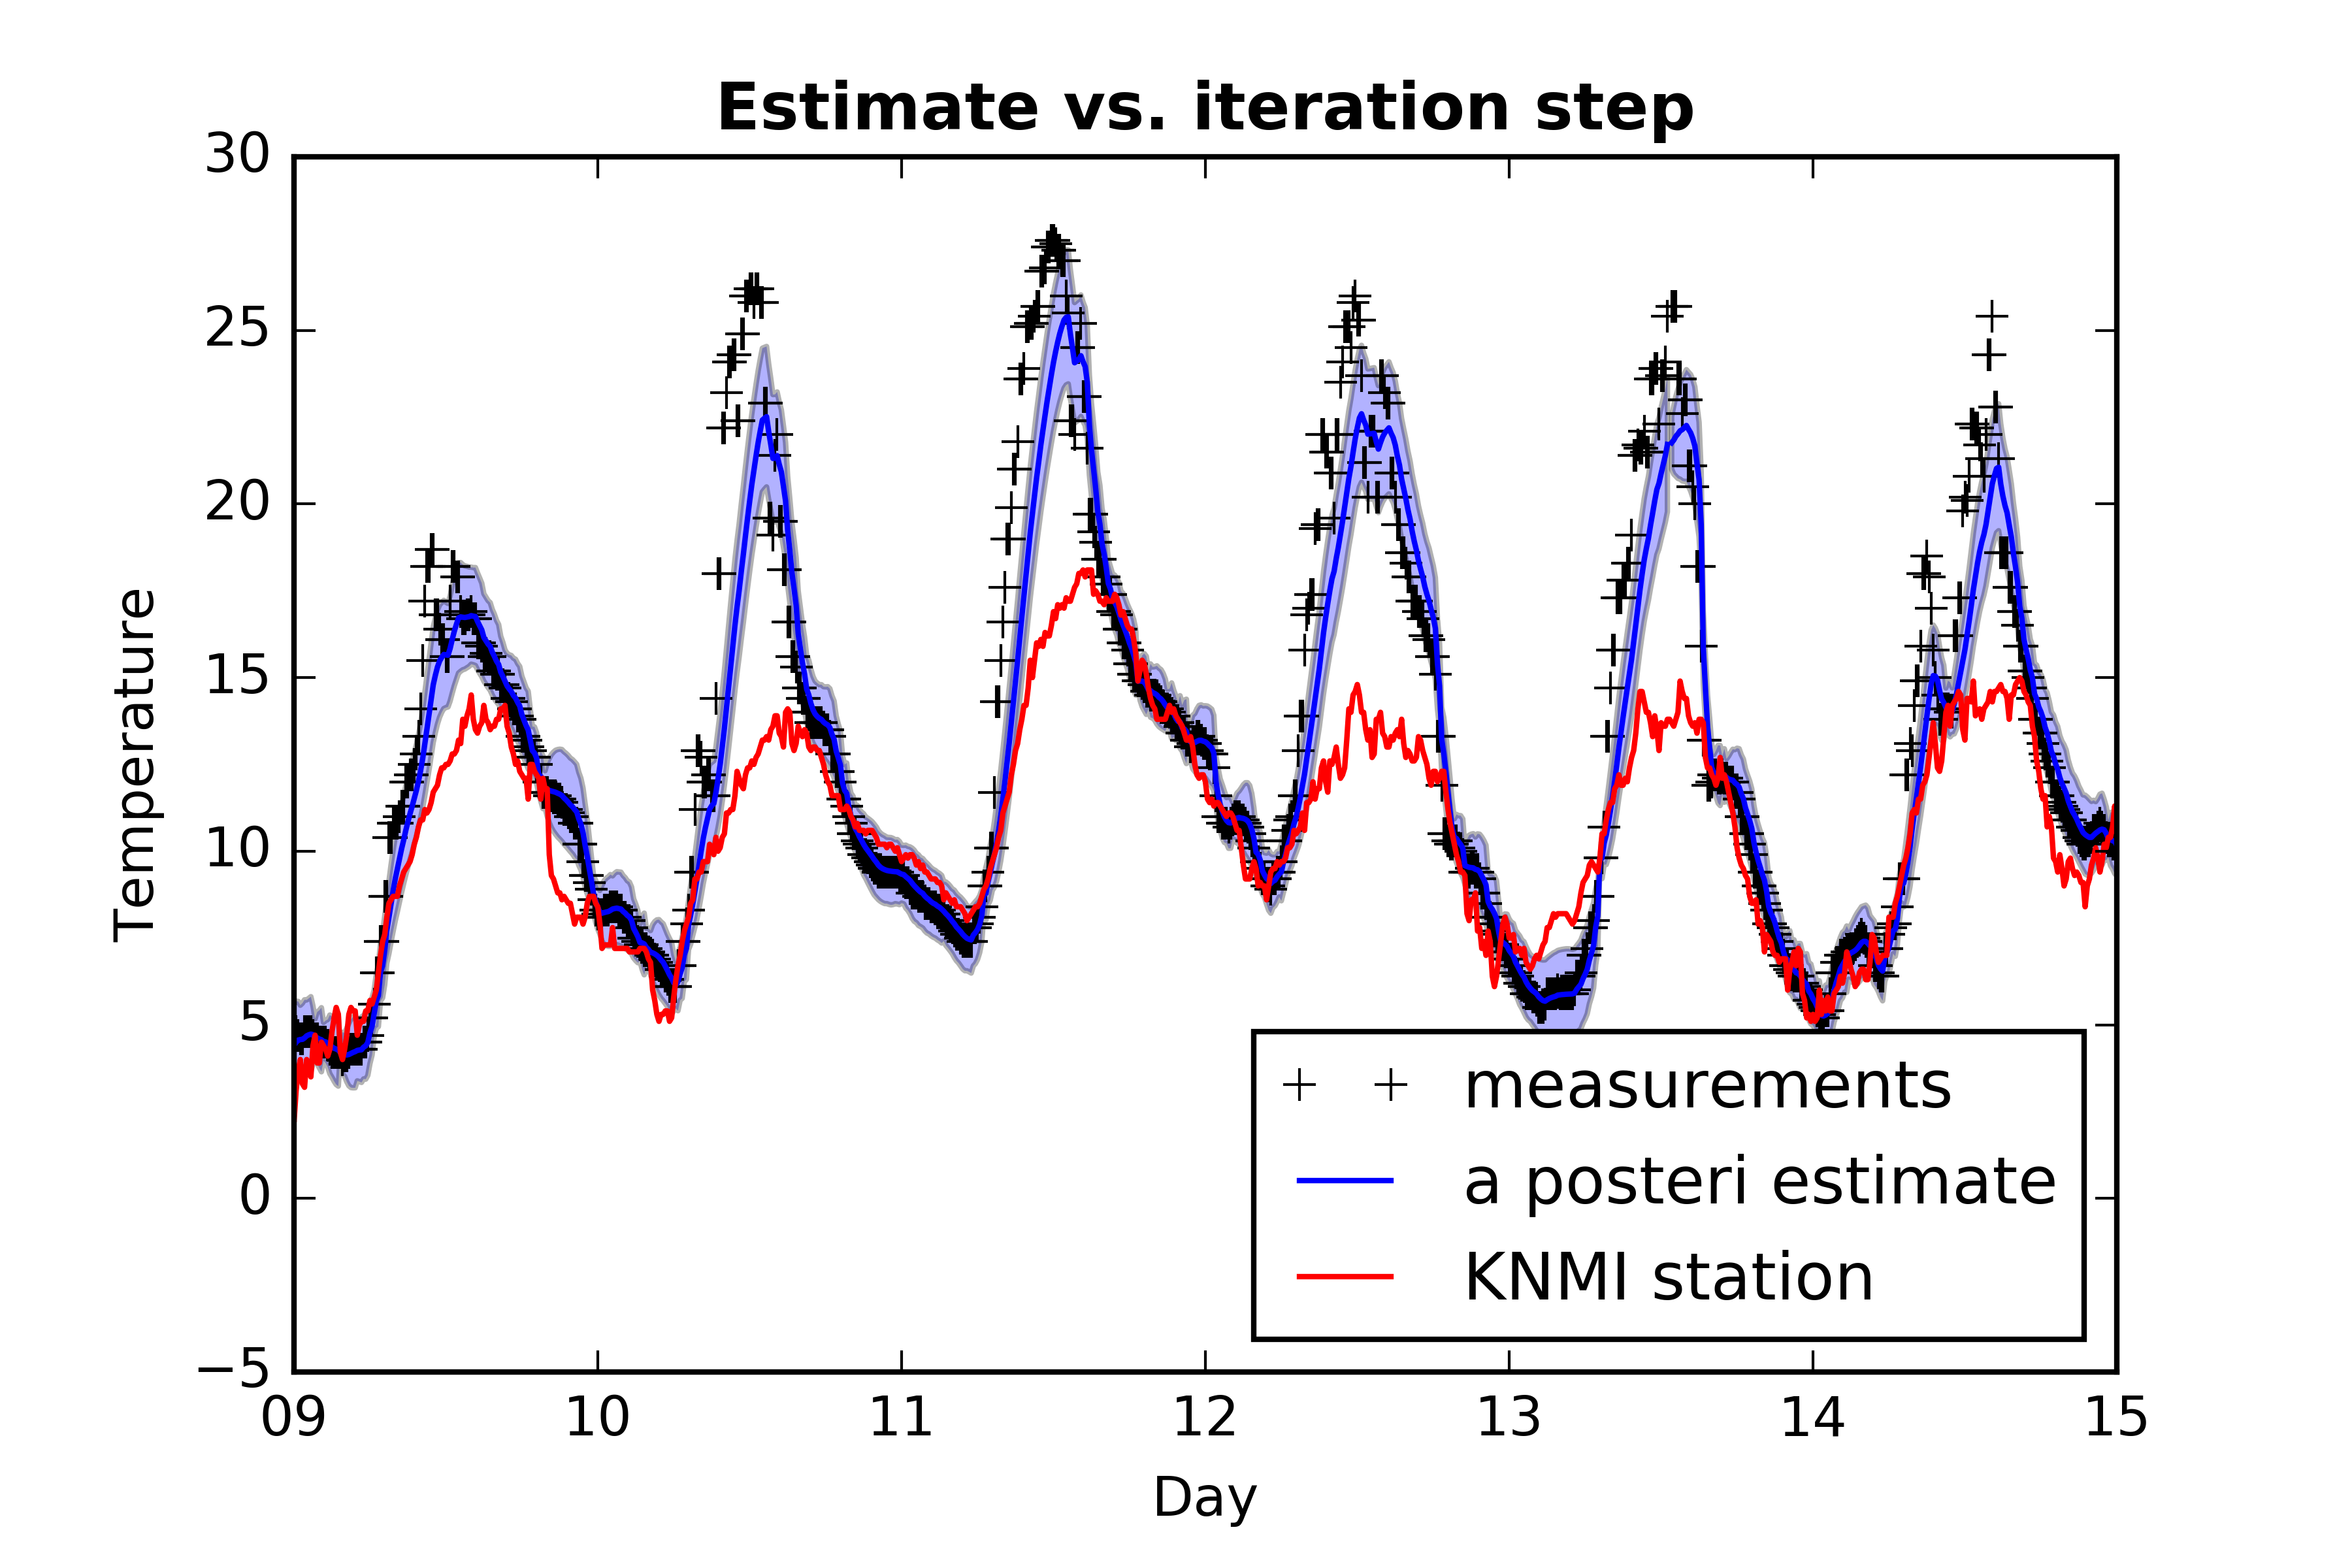 Estimate vs. iteration step
30
25
20
15
10
5
0
−5
Temperature
09 10 11 12 13 14 15
Day
measurements
a posteri estimate
KNMI station